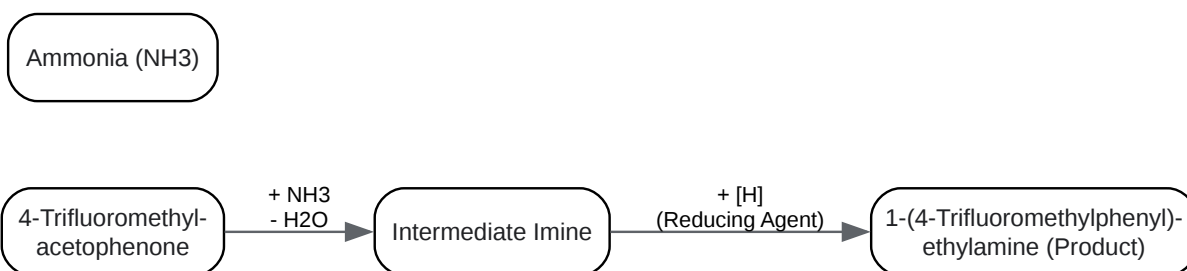 Ammonia (NH3)
+ NH3
- H2O
+ [H]
(Reducing Agent)
4-Trifluoromethyl-
acetophenone
Intermediate Imine
1-(4-Trifluoromethylphenyl)-
ethylamine (Product)